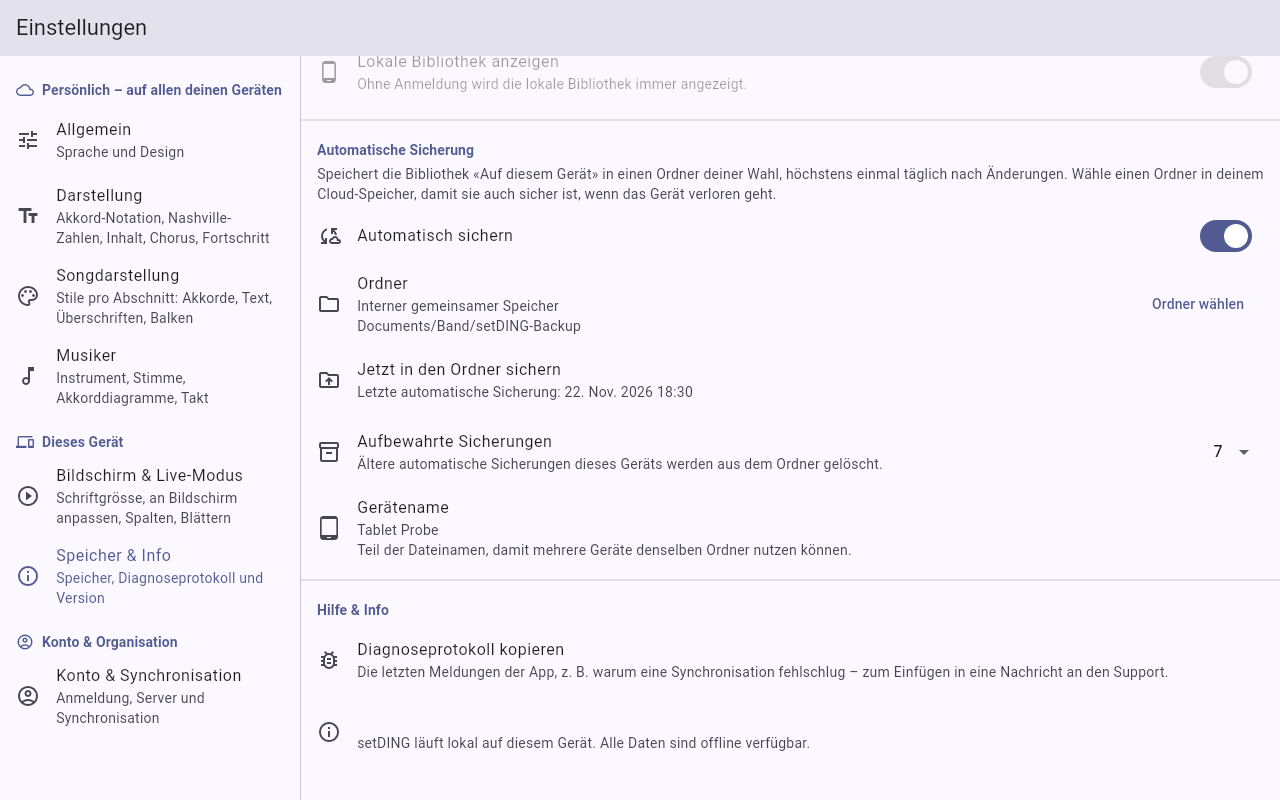 Einstellungen
Persönlich – auf allen deinen Geräten
Allgemein
Sprache und Design
Darstellung
Akkord-Notation, Nashville-
Zahlen, Inhalt, Chorus, Fortschritt
Songdarstellung
Stile pro Abschnitt: Akkorde, Text,
Überschriften, Balken
Musiker
Instrument, Stimme,
Akkorddiagramme, Takt
Dieses Gerät
Bildschirm & Live-Modus
Schriftgrösse, an Bildschirm
anpassen, Spalten, Blättern
Speicher & Info
Speicher, Diagnoseprotokoll und
Version
Konto & Organisation
Konto & Synchronisation
Anmeldung, Server und
Synchronisation
Lokale Bibliothek anzeigen
Ohne Anmeldung wird die lokale Bibliothek immer angezeigt.
Automatische Sicherung
Speichert die Bibliothek «Auf diesem Gerät» in einen Ordner deiner Wahl, höchstens einmal täglich nach Änderungen. Wähle einen Ordner in deinem
Cloud-Speicher, damit sie auch sicher ist, wenn das Gerät verloren geht.
Automatisch sichern
Ordner
Interner gemeinsamer Speicher
Documents/Band/setDING-Backup
Ordner wählen
Jetzt in den Ordner sichern
Letzte automatische Sicherung: 22. Nov. 2026 18:30
Aufbewahrte Sicherungen
Ältere automatische Sicherungen dieses Geräts werden aus dem Ordner gelöscht.
7
Gerätename
Tablet Probe
Teil der Dateinamen, damit mehrere Geräte denselben Ordner nutzen können.
Hilfe & Info
Diagnoseprotokoll kopieren
Die letzten Meldungen der App, z. B. warum eine Synchronisation fehlschlug – zum Einfügen in eine Nachricht an den Support.
setDING läuft lokal auf diesem Gerät. Alle Daten sind offline verfügbar.